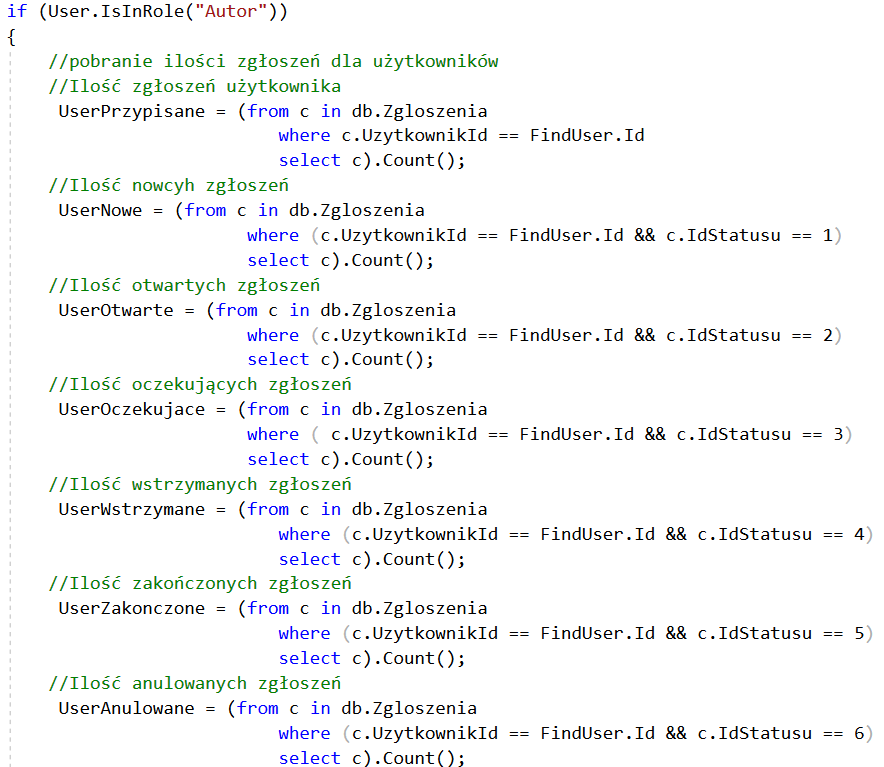 if (User.IsInRole("Autor"))
{
//pobranie ilości zgłoszeń dla użytkowników
//Ilość zgłoszeń użytkownika
UserPrzypisane = (from c in db.Zgloszenia
where c.UzytkownikId == FindUser.Id
select c).Count();
//Ilość nowcyh zgłoszeń
UserNowe = (from c in db.Zgloszenia
where (c.UzytkownikId == FindUser.Id && c.IdStatusu == 1)
select c).Count();
//Ilość otwartych zgłoszeń
UserOtwarte = (from c in db.Zgloszenia
where (c.UzytkownikId == FindUser.Id && c.IdStatusu == 2)
select c).Count();
//Ilość oczekujących zgłoszeń
UserOczekujace = (from c in db.Zgloszenia
where ( c.UzytkownikId == FindUser.Id && c.IdStatusu == 3)
select c).Count();
//Ilość wstrzymanych zgłoszeń
UserWstrzymane = (from c in db.Zgloszenia
where (c.UzytkownikId == FindUser.Id && c.IdStatusu == 4)
select c).Count();
//Ilość zakończonych zgłoszeń
UserZakonczone = (from c in db.Zgloszenia
where (c.UzytkownikId == FindUser.Id && c.IdStatusu == 5)
select c).Count();
//Ilość anulowanych zgłoszeń
UserAnulowane = (from c in db.Zgloszenia
where (c.UzytkownikId == FindUser.Id && c.IdStatusu == 6)
select c).Count();